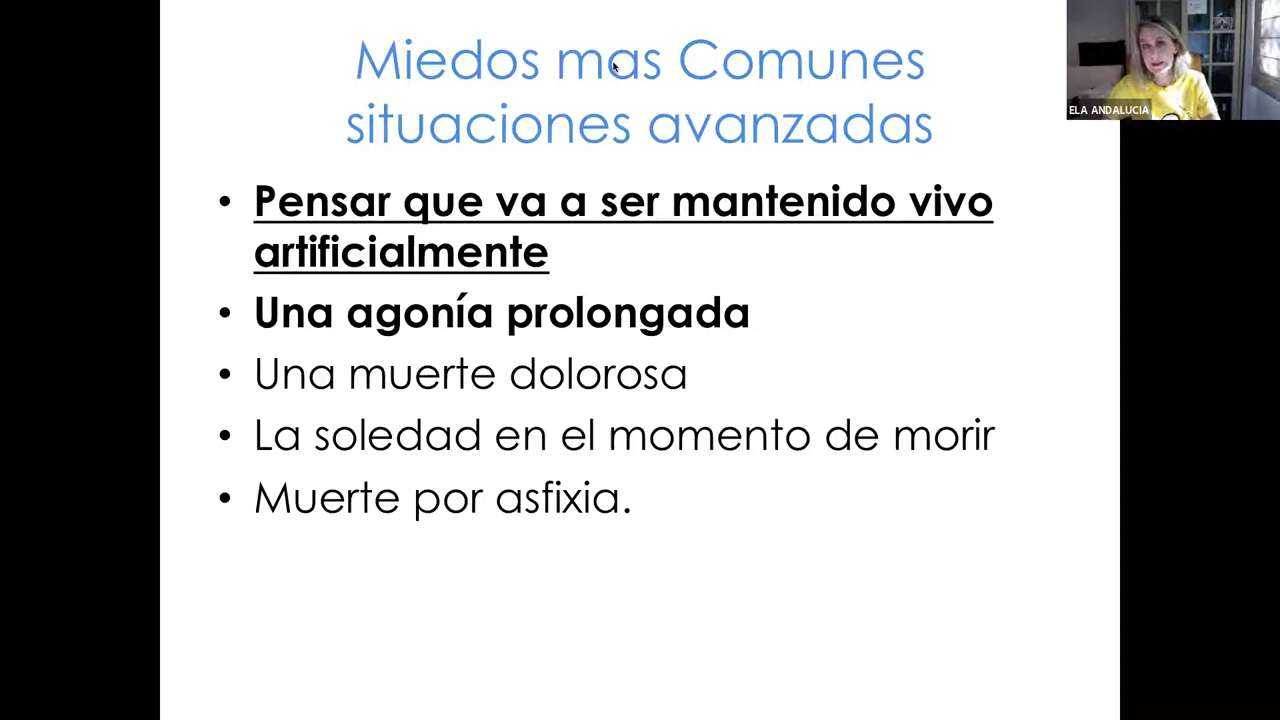 Miedos mas Comunes
situaciones avanzadas
• Pensar que va a ser mantenido vivo
artificialmente
• Una agonía prolongada
• Una muerte dolorosa
• La soledad en el momento de morir
• Muerte por asfixia.
ELA ANDALUCIA